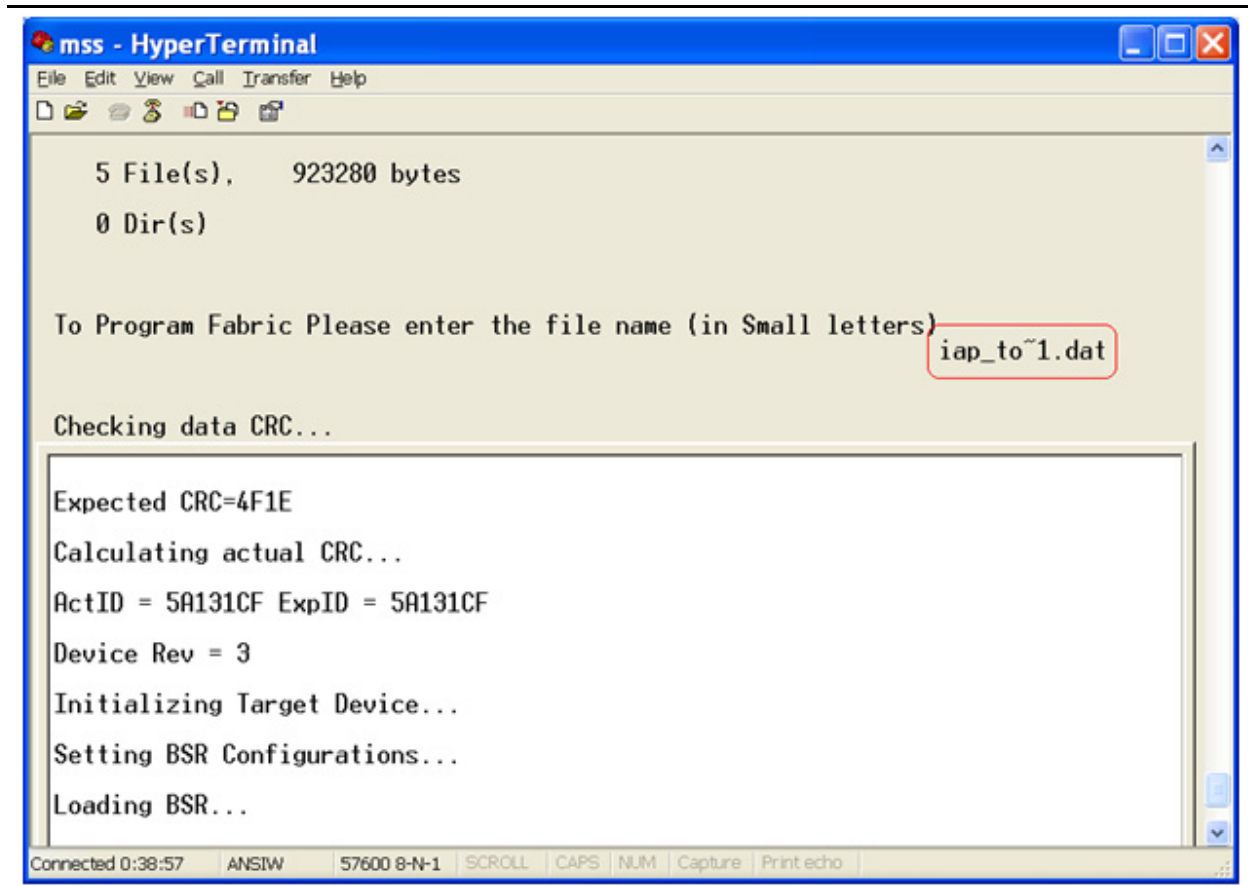 mss - HyperTerminal
File Edit View Call Transfer Help
5 File(s), 923280 bytes
0 Dir(s)
To Program Fabric Please enter the file name (in Small letters)
iap_to~1.dat
Checking data CRC...
Expected CRC=4F1E
Calculating actual CRC...
ActID = 5A131CF ExpID = 5A131CF
Device Rev = 3
Initializing Target Device...
Setting BSR Configurations...
Loading BSR...
Connected 0:38:57 ANSIW 57600 8-N-1 SCROLL CAPS NUM Capture Print echo